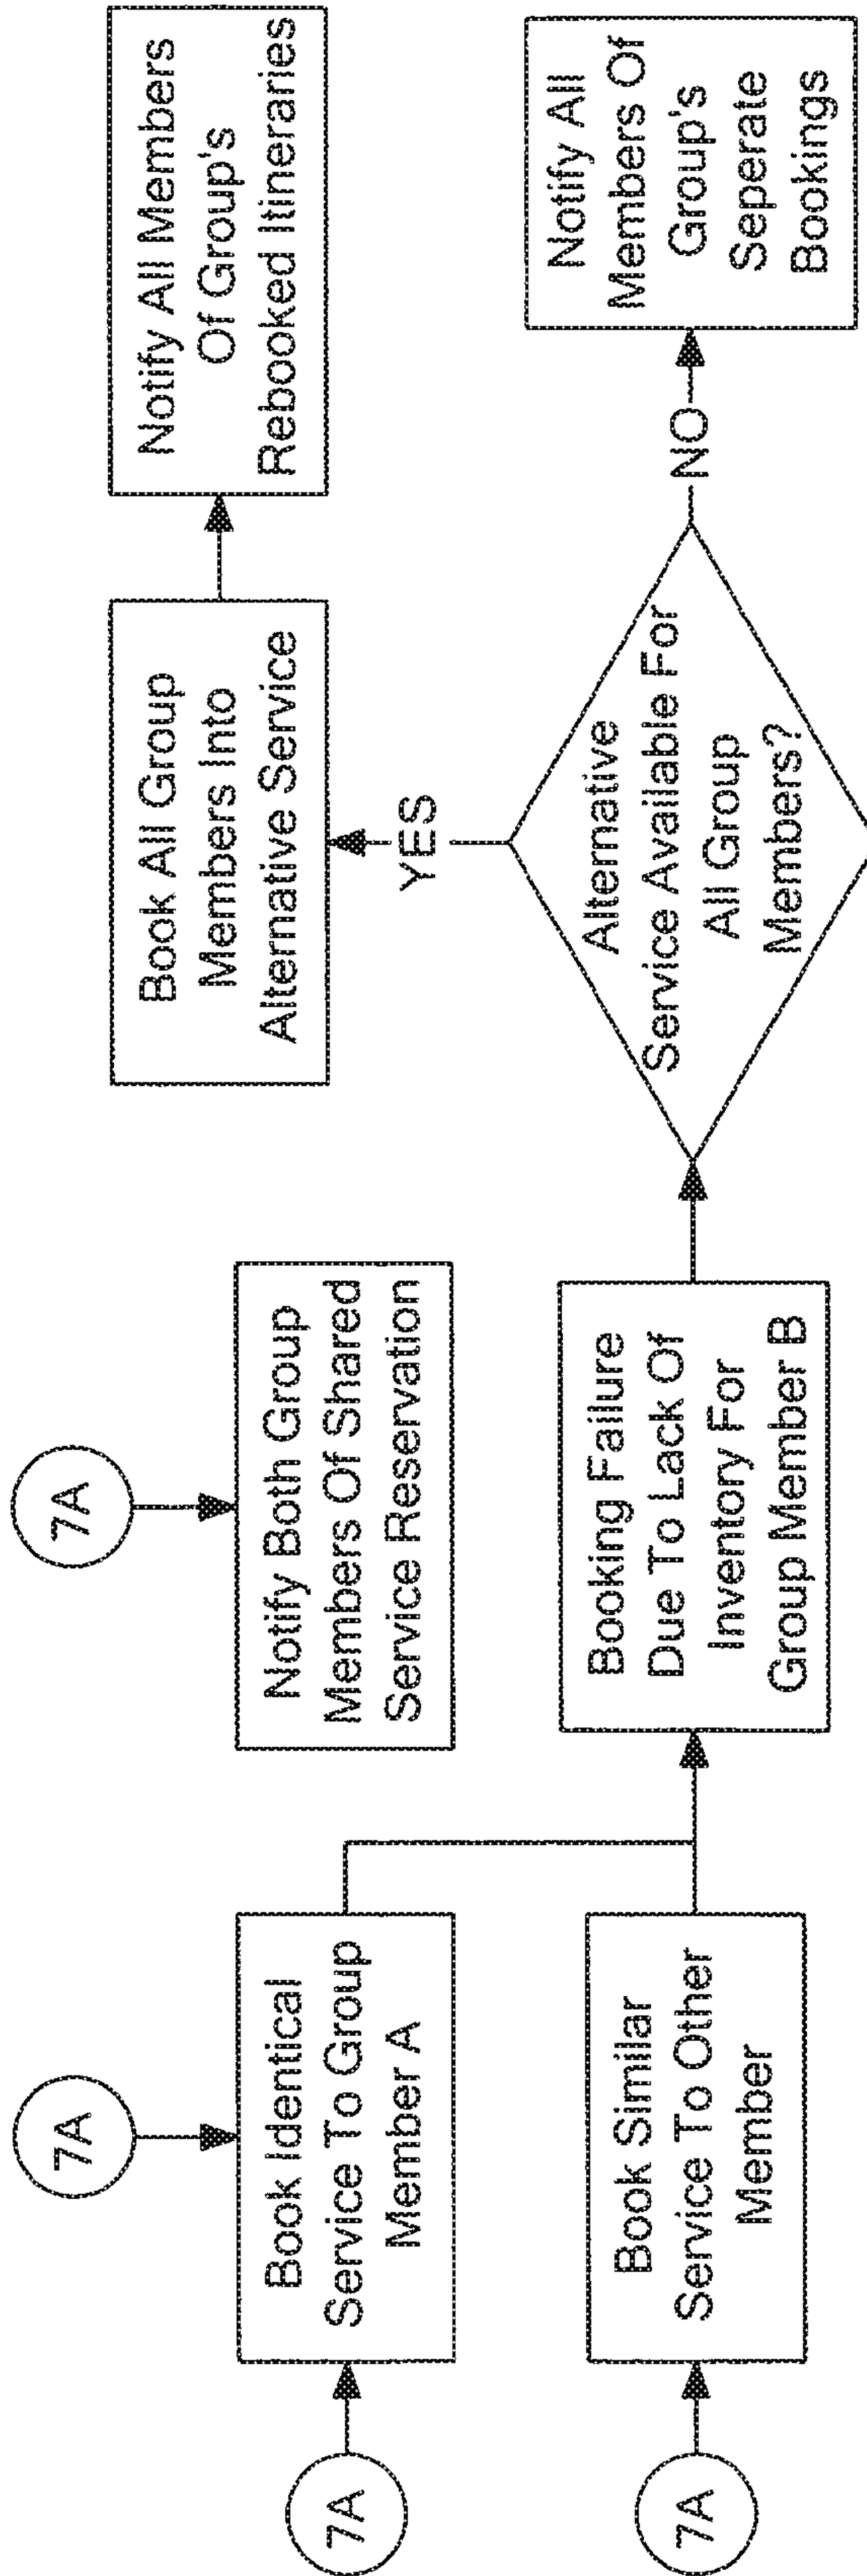 7A
7A
Book Identical
Service To Group
Member A
7A
Book Similar
Service To Other
Member
7A
Notify Both Group
Members Of Shared
Service Reservation
Booking Failure
Due To Lack Of
Inventory For
Group Member B
Alternative
Service Available For
All Group
Members?
YES
Book All Group
Members Into
Alternative Service
Notify All Members
Of Group's
Rebooked Itineraries
NO
Notify All
Members Of
Group's
Seperate
Bookings